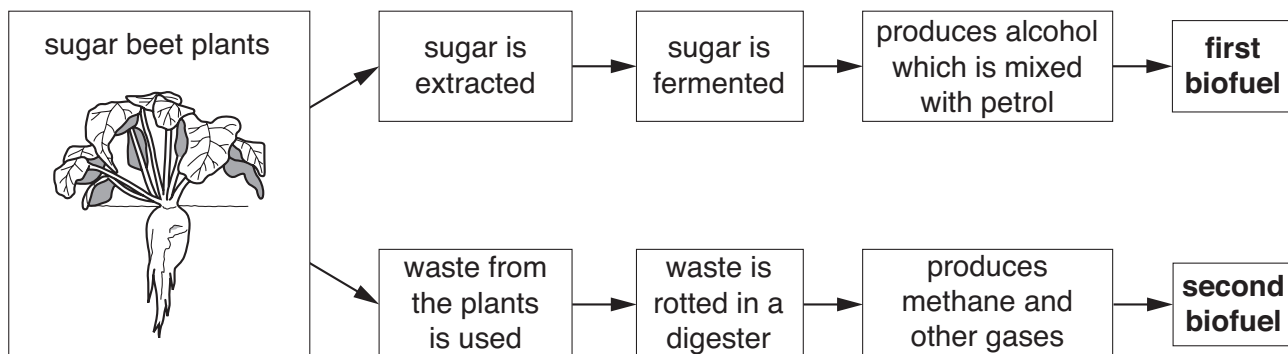 sugar beet plants
sugar is
extracted
sugar is
fermented
produces alcohol
which is mixed
with petrol
first
biofuel
waste from
the plants
is used
waste is
rotted in a
digester
produces
methane and
other gases
second
biofuel